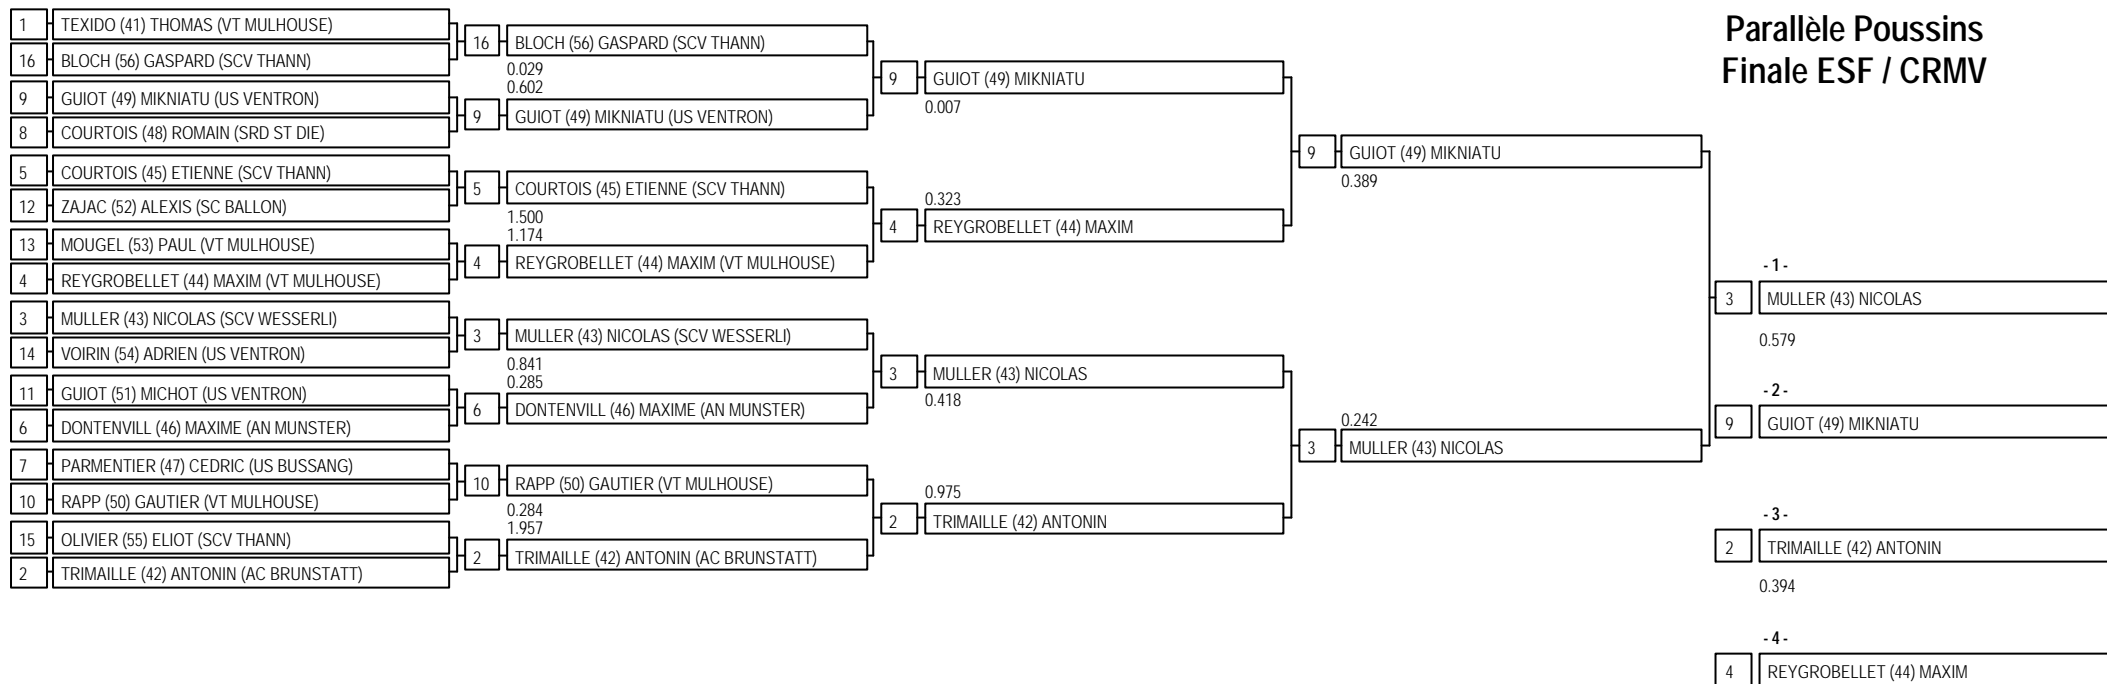 Parallèle Poussins
Finale ESF / CRMV
1 TEXIDO (41) THOMAS (VT MULHOUSE)
16 BLOCH (56) GASPARD (SCV THANN)
9 GUIOT (49) MIKNIATU (US VENTRON)
8 COURTOIS (48) ROMAIN (SRD ST DIE)
5 COURTOIS (45) ETIENNE (SCV THANN)
12 ZAJAC (52) ALEXIS (SC BALLON)
13 MOUGEL (53) PAUL (VT MULHOUSE)
4 REYGROBELLET (44) MAXIM (VT MULHOUSE)
3 MULLER (43) NICOLAS (SCV WESSERLI)
14 VOIRIN (54) ADRIEN (US VENTRON)
11 GUIOT (51) MICHOT (US VENTRON)
6 DONTENVILL (46) MAXIME (AN MUNSTER)
7 PARMENTIER (47) CEDRIC (US BUSSANG)
10 RAPP (50) GAUTIER (VT MULHOUSE)
15 OLIVIER (55) ELIOT (SCV THANN)
2 TRIMAILLE (42) ANTONIN (AC BRUNSTATT)
16 BLOCH (56) GASPARD (SCV THANN)
0.029
0.602
9 GUIOT (49) MIKNIATU (US VENTRON)
5 COURTOIS (45) ETIENNE (SCV THANN)
1.500
1.174
4 REYGROBELLET (44) MAXIM (VT MULHOUSE)
3 MULLER (43) NICOLAS (SCV WESSERLI)
0.841
0.285
6 DONTENVILL (46) MAXIME (AN MUNSTER)
10 RAPP (50) GAUTIER (VT MULHOUSE)
0.284
1.957
2 TRIMAILLE (42) ANTONIN (AC BRUNSTATT)
9 GUIOT (49) MIKNIATU
0.007
0.323
4 REYGROBELLET (44) MAXIM
3 MULLER (43) NICOLAS
0.418
0.975
2 TRIMAILLE (42) ANTONIN
9 GUIOT (49) MIKNIATU
0.389
0.242
3 MULLER (43) NICOLAS
- 1 -
3 MULLER (43) NICOLAS
0.579
- 2 -
9 GUIOT (49) MIKNIATU
- 3 -
2 TRIMAILLE (42) ANTONIN
0.394
- 4 -
4 REYGROBELLET (44) MAXIM